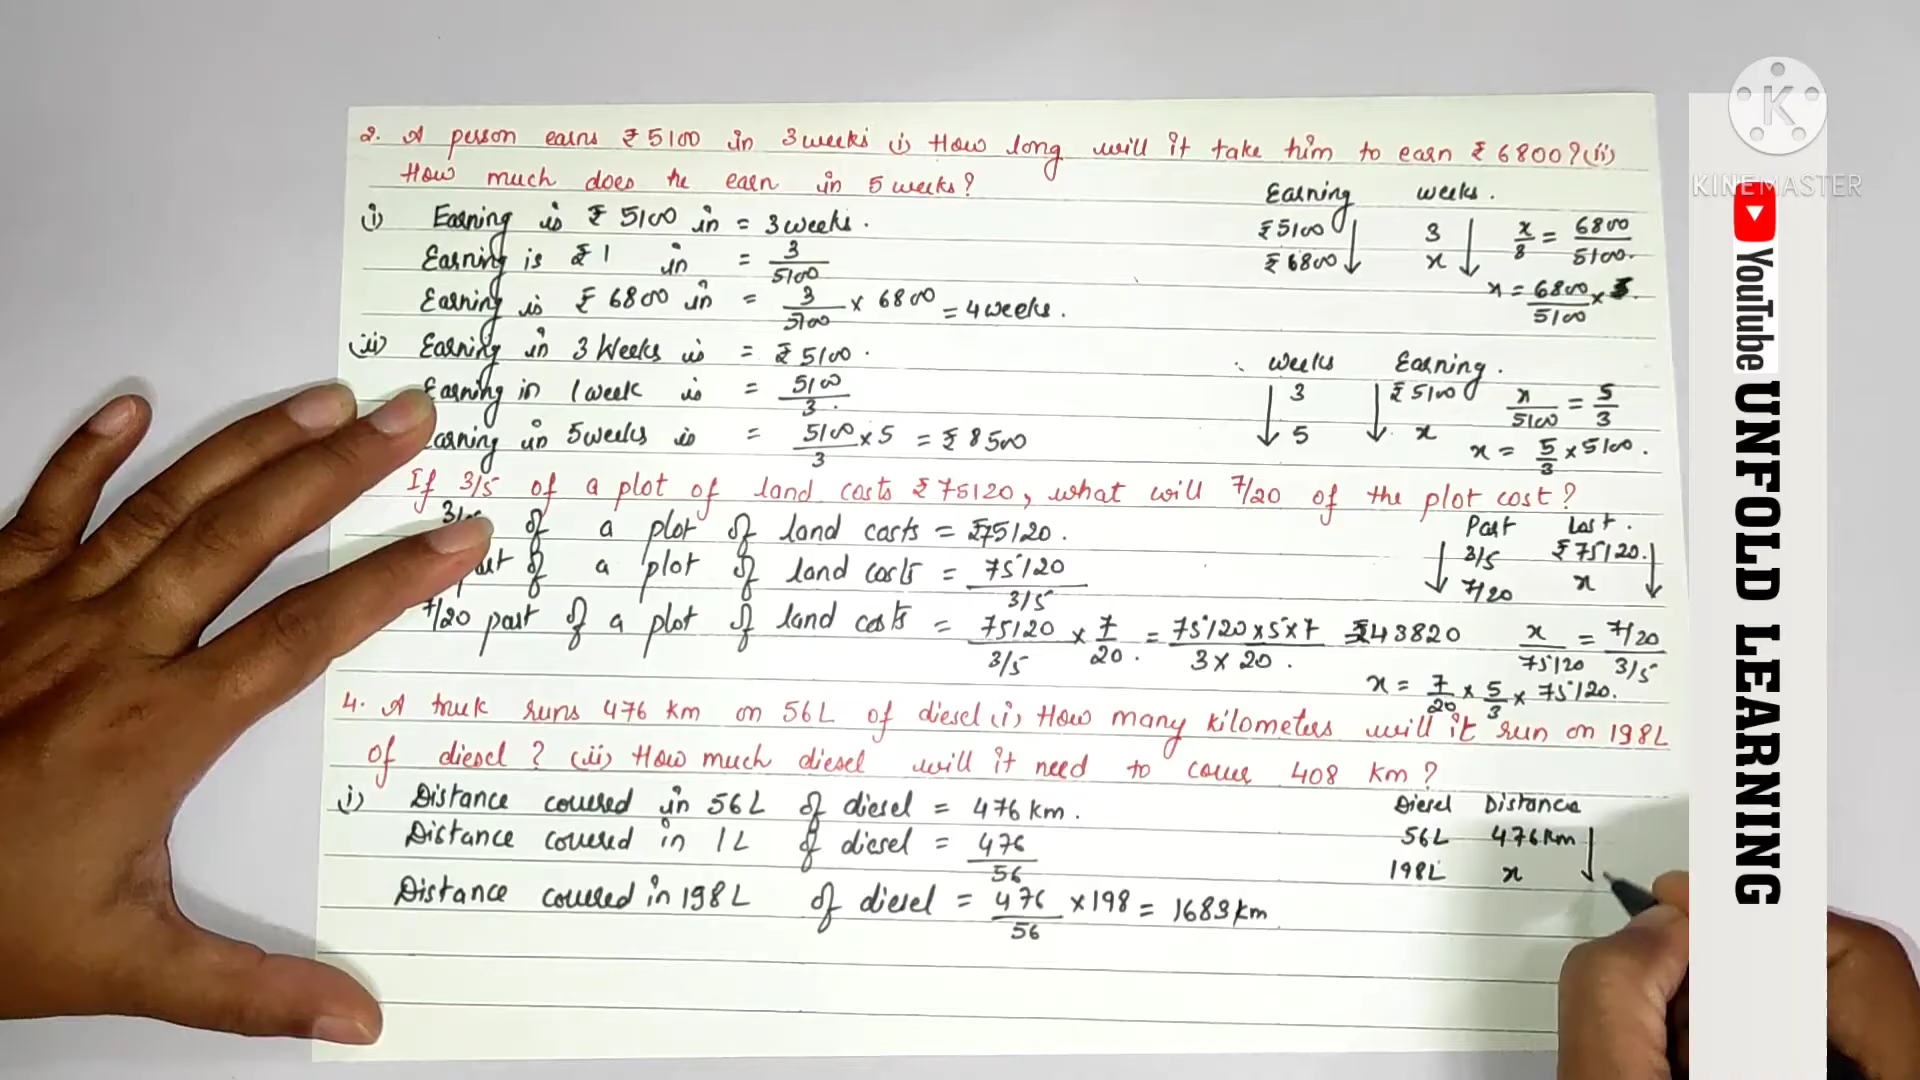 2. A person earns ₹ 5100 in 3 weeks (i) How long will it take him to earn ₹ 6800? (ii)
How much does he earn in 5 weeks?
Earning weeks.
(i) Earning is ₹ 5100 in = 3 weeks.
₹ 5100 3 x/3 = 6800/5100.
Earning is ₹ 1 in = 3/5100
₹ 6800 x
Earning is ₹ 6800 in = 3/5100 × 6800 = 4 weeks.
x = 6800/5100 × 3.
(ii) Earning in 3 Weeks is = ₹ 5100.
weeks Earning.
Earning in 1 week is = 5100/3.
3 ₹ 5100 x/5100 = 5/3
Earning in 5 weeks is = 5100/3 × 5 = ₹ 8500
5 x x = 5/3 × 5100.
If 3/5 of a plot of land costs ₹ 75120, what will 7/20 of the plot cost?
of a plot of land costs = ₹75120.
Part Cost.
3/5 ₹ 75120.
of a plot of land costs = 75120/3/5
7/20 x
7/20 part of a plot of land costs = 75120/3/5 × 7/20. = 75120×5×7/3×20. = ₹43820
x/75120 = 7/20/3/5
x = 7/20 × 5/3 × 75120.
4. A truck runs 476 km on 56L of diesel (i) How many kilometers will it run on 198L
of diesel? (ii) How much diesel will it need to cover 408 km?
(i) Distance covered in 56L of diesel = 476 km.
Diesel Distance
56L 476 km
Distance covered in 1L of diesel = 476/56
198L x
Distance covered in 198L of diesel = 476/56 × 198 = 1683 km
K
KINEMASTER
YouTube UNFOLD LEARNING